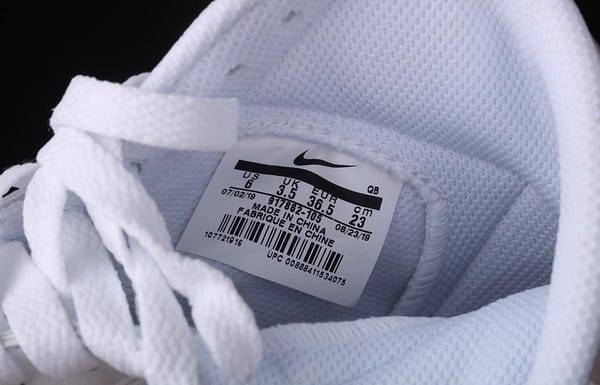 QB
US UK EUR cm
6 3.5 36.5 23
07/02/19 08/23/19
917862-105
MADE IN CHINA
FABRIQUE EN CHINE
107721916
UPC 00888411534075